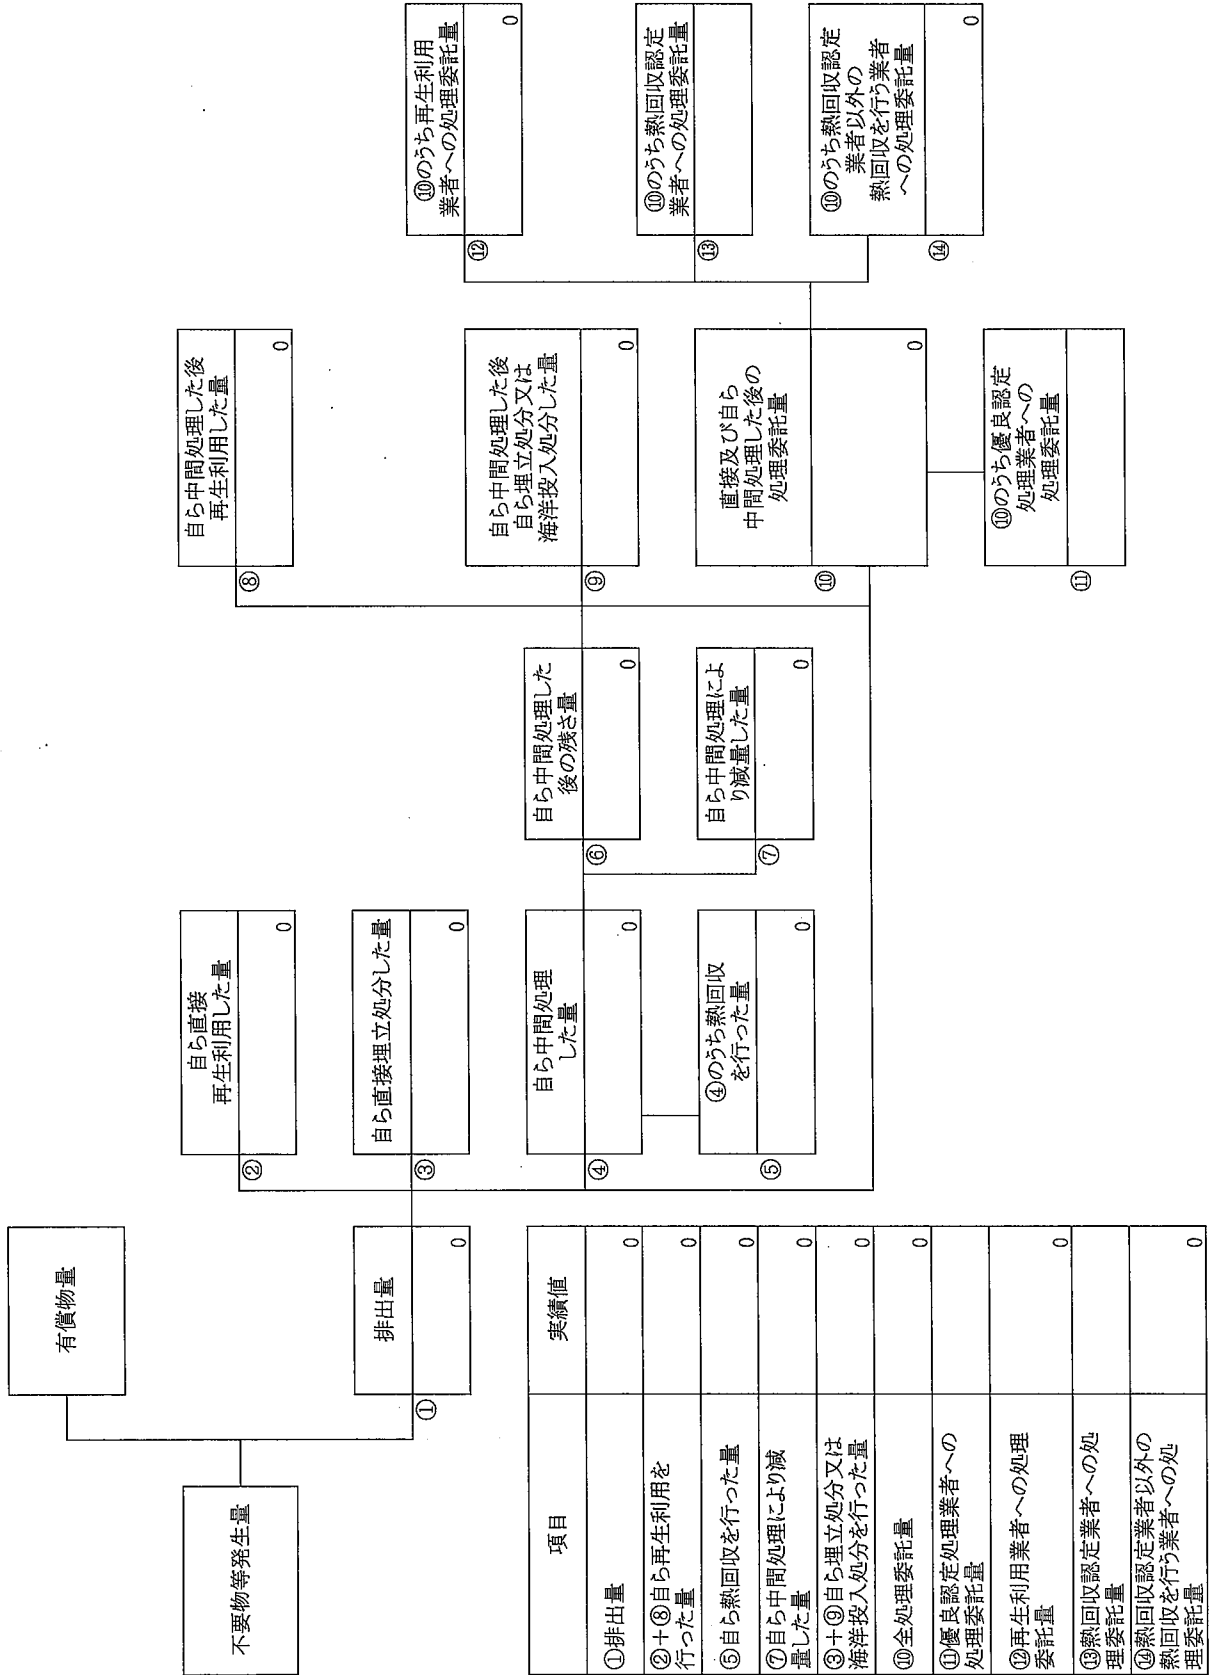 不要物等発生量
有償物量
排出量
①
0
自ら直接
再生利用した量
②
0
自ら直接埋立処分した量
③
0
自ら中間処理
した量
④
0
④のうち熱回収
を行った量
⑤
0
自ら中間処理した
後の残さ量
⑥
0
自ら中間処理によ
り減量した量
⑦
0
自ら中間処理した後
再生利用した量
⑧
0
自ら中間処理した後
自ら埋立処分又は
海洋投入処分した量
⑨
0
直接及び自ら
中間処理した後の
処理委託量
⑩
0
⑩のうち優良認定
処理業者への
処理委託量
⑪
⑩のうち再生利用
業者への処理委託量
⑫
0
⑩のうち熱回収認定
業者への処理委託量
⑬
⑩のうち熱回収認定
業者以外の
熱回収を行う業者
への処理委託量
⑭
0
項目 実績値
①排出量 0
②+⑧自ら再生利用を
行った量 0
⑤自ら熱回収を行った量 0
⑦自ら中間処理により減
量した量 0
③+⑨自ら埋立処分又は
海洋投入処分を行った量 0
⑩全処理委託量 0
⑪優良認定処理業者への
処理委託量
⑫再生利用業者への処理
委託量 0
⑬熱回収認定業者への処
理委託量
⑭熱回収認定業者以外の
熱回収を行う業者への処
理委託量 0